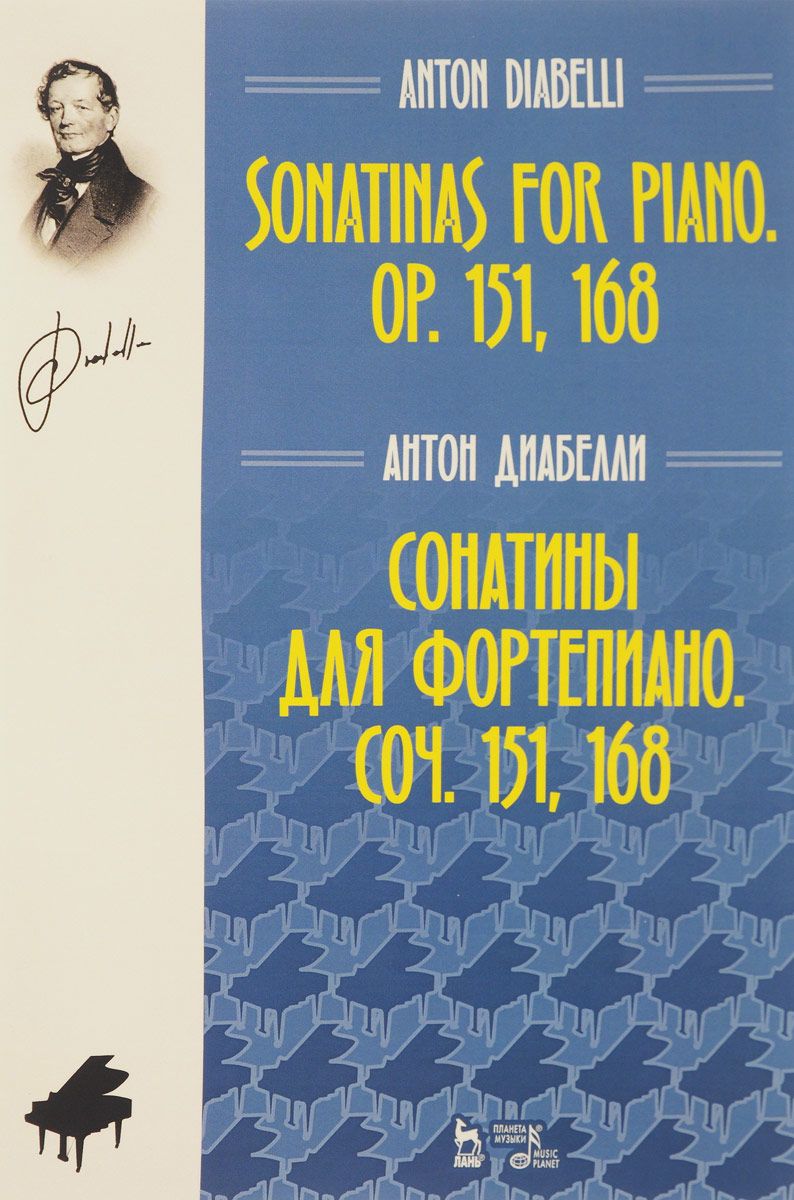 ANTON DIABELLI
SONATINAS FOR PIANO.
OP. 151, 168
АНТОН ДИАБЕЛЛИ
СОНАТИНЫ
ДЛЯ ФОРТЕПИАНО.
СОЧ. 151, 168
ЛАНЬ®
ПЛАНЕТА
МУЗЫКИ
MUSIC
PLANET